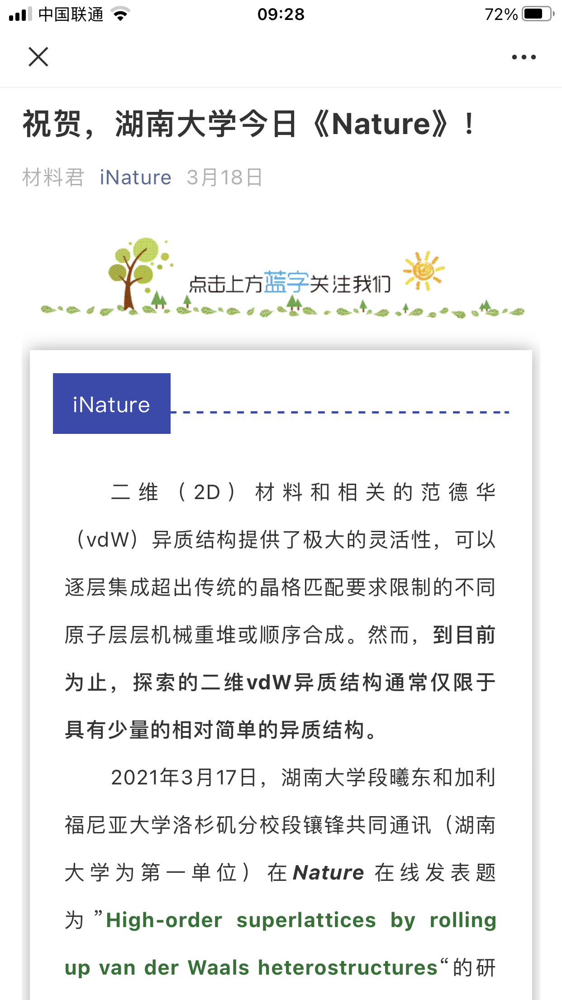 中国联通 09:28 72%
祝贺，湖南大学今日《Nature》！
材料君 iNature 3月18日
点击上方蓝字关注我们
iNature
二维（2D）材料和相关的范德华
（vdW）异质结构提供了极大的灵活性，可以
逐层集成超出传统的晶格匹配要求限制的不同
原子层层机械重堆或顺序合成。然而，到目前
为止，探索的二维vdW异质结构通常仅限于
具有少量的相对简单的异质结构。
2021年3月17日，湖南大学段曦东和加利
福尼亚大学洛杉矶分校段镶锋共同通讯（湖南
大学为第一单位）在Nature 在线发表题
为”High-order superlattices by rolling
up van der Waals heterostructures“的研